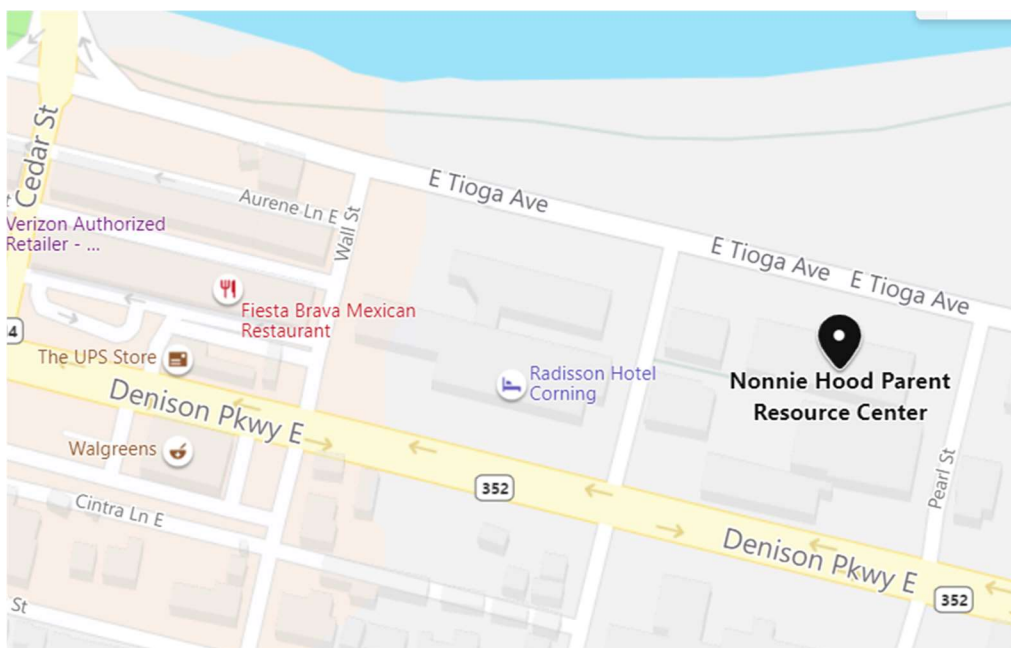 Cedar St
E Tioga Ave
Aurene Ln E
Wall St
Verizon Authorized
Retailer - ...
E Tioga Ave
E Tioga Ave
Fiesta Brava Mexican
Restaurant
4
The UPS Store
Radisson Hotel
Corning
Nonnie Hood Parent
Resource Center
Denison Pkwy E
Walgreens
352
Pearl St
Cintra Ln E
Denison Pkwy E
352
St